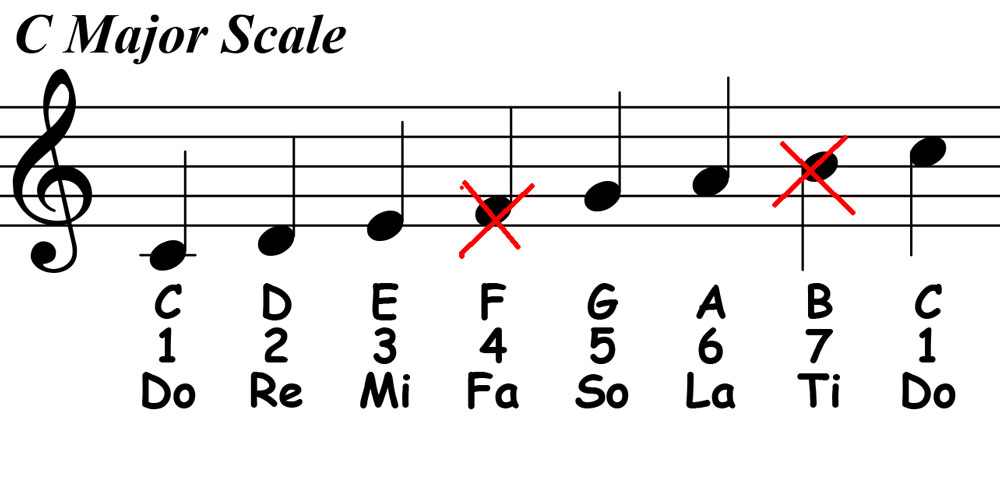 C Major Scale
C D E F G A B C
1 2 3 4 5 6 7 1
Do Re Mi Fa So La Ti Do